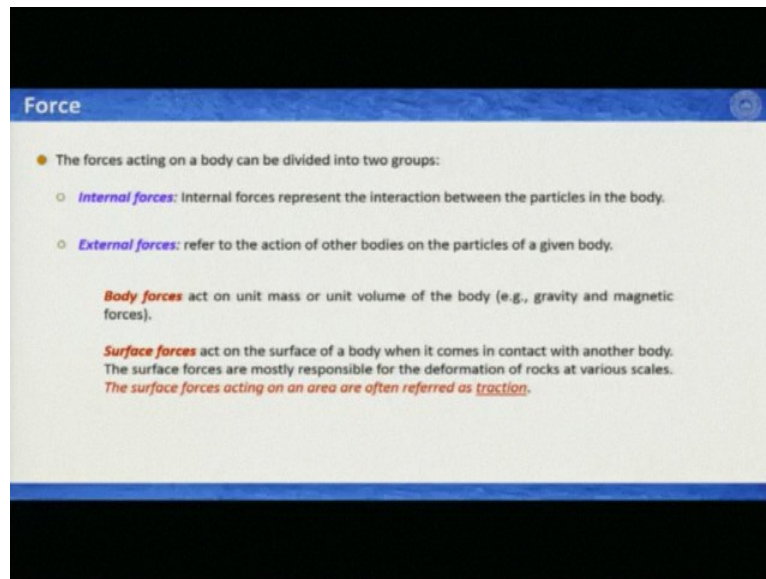 Force
The forces acting on a body can be divided into two groups:
Internal forces: Internal forces represent the interaction between the particles in the body.
External forces: refer to the action of other bodies on the particles of a given body.
Body forces act on unit mass or unit volume of the body (e.g., gravity and magnetic
forces).
Surface forces act on the surface of a body when it comes in contact with another body.
The surface forces are mostly responsible for the deformation of rocks at various scales.
The surface forces acting on an area are often referred as traction.